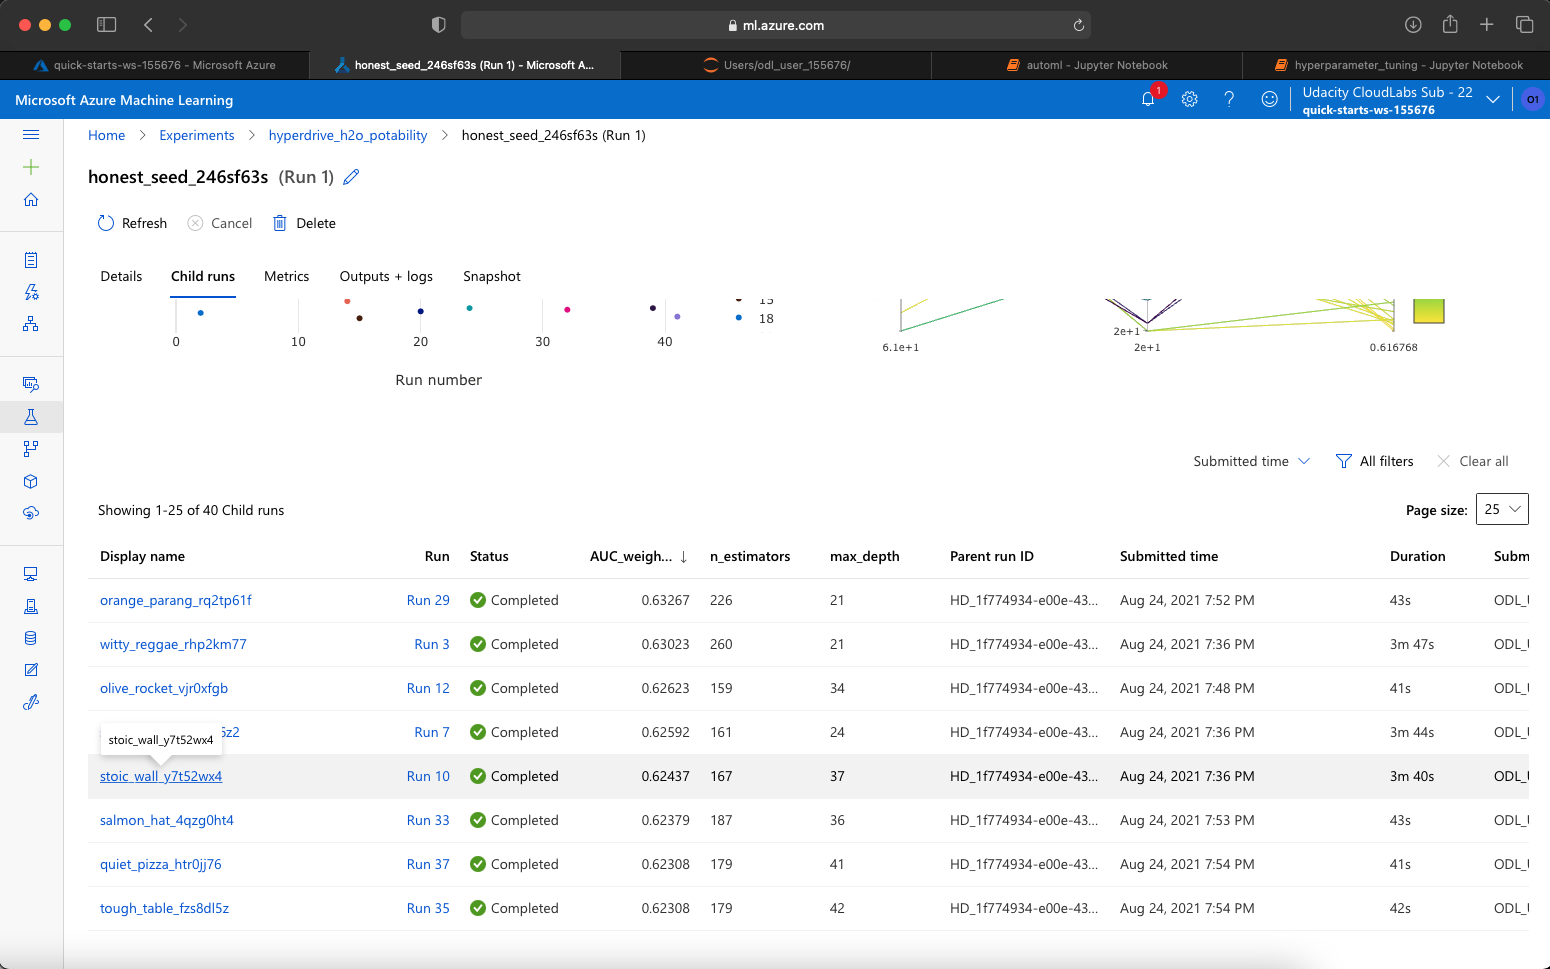 ml.azure.com
quick-starts-ws-155676 - Microsoft Azure
honest_seed_246sf63s (Run 1) - Microsoft A...
Users/odl_user_155676/
automl - Jupyter Notebook
hyperparameter_tuning - Jupyter Notebook
Microsoft Azure Machine Learning
1
?
Udacity CloudLabs Sub - 22
quick-starts-ws-155676
O1
Home > Experiments > hyperdrive_h2o_potability > honest_seed_246sf63s (Run 1)
honest_seed_246sf63s (Run 1)
Refresh Cancel Delete
Details Child runs Metrics Outputs + logs Snapshot
15
18
0 10 20 30 40
Run number
2e+1
6.1e+1 2e+1 0.616768
Submitted time All filters Clear all
Showing 1-25 of 40 Child runs
Page size: 25
Display name Run Status AUC_weigh... ↓ n_estimators max_depth Parent run ID Submitted time Duration Subm
orange_parang_rq2tp61f Run 29 Completed 0.63267 226 21 HD_1f774934-e00e-43... Aug 24, 2021 7:52 PM 43s ODL_U
witty_reggae_rhp2km77 Run 3 Completed 0.63023 260 21 HD_1f774934-e00e-43... Aug 24, 2021 7:36 PM 3m 47s ODL_U
olive_rocket_vjr0xfgb Run 12 Completed 0.62623 159 34 HD_1f774934-e00e-43... Aug 24, 2021 7:48 PM 41s ODL_U
z2 Run 7 Completed 0.62592 161 24 HD_1f774934-e00e-43... Aug 24, 2021 7:36 PM 3m 44s ODL_U
stoic_wall_y7t52wx4
stoic_wall_y7t52wx4 Run 10 Completed 0.62437 167 37 HD_1f774934-e00e-43... Aug 24, 2021 7:36 PM 3m 40s ODL_U
salmon_hat_4qzg0ht4 Run 33 Completed 0.62379 187 36 HD_1f774934-e00e-43... Aug 24, 2021 7:53 PM 43s ODL_U
quiet_pizza_htr0jj76 Run 37 Completed 0.62308 179 41 HD_1f774934-e00e-43... Aug 24, 2021 7:54 PM 41s ODL_U
tough_table_fzs8dl5z Run 35 Completed 0.62308 179 42 HD_1f774934-e00e-43... Aug 24, 2021 7:54 PM 42s ODL_U